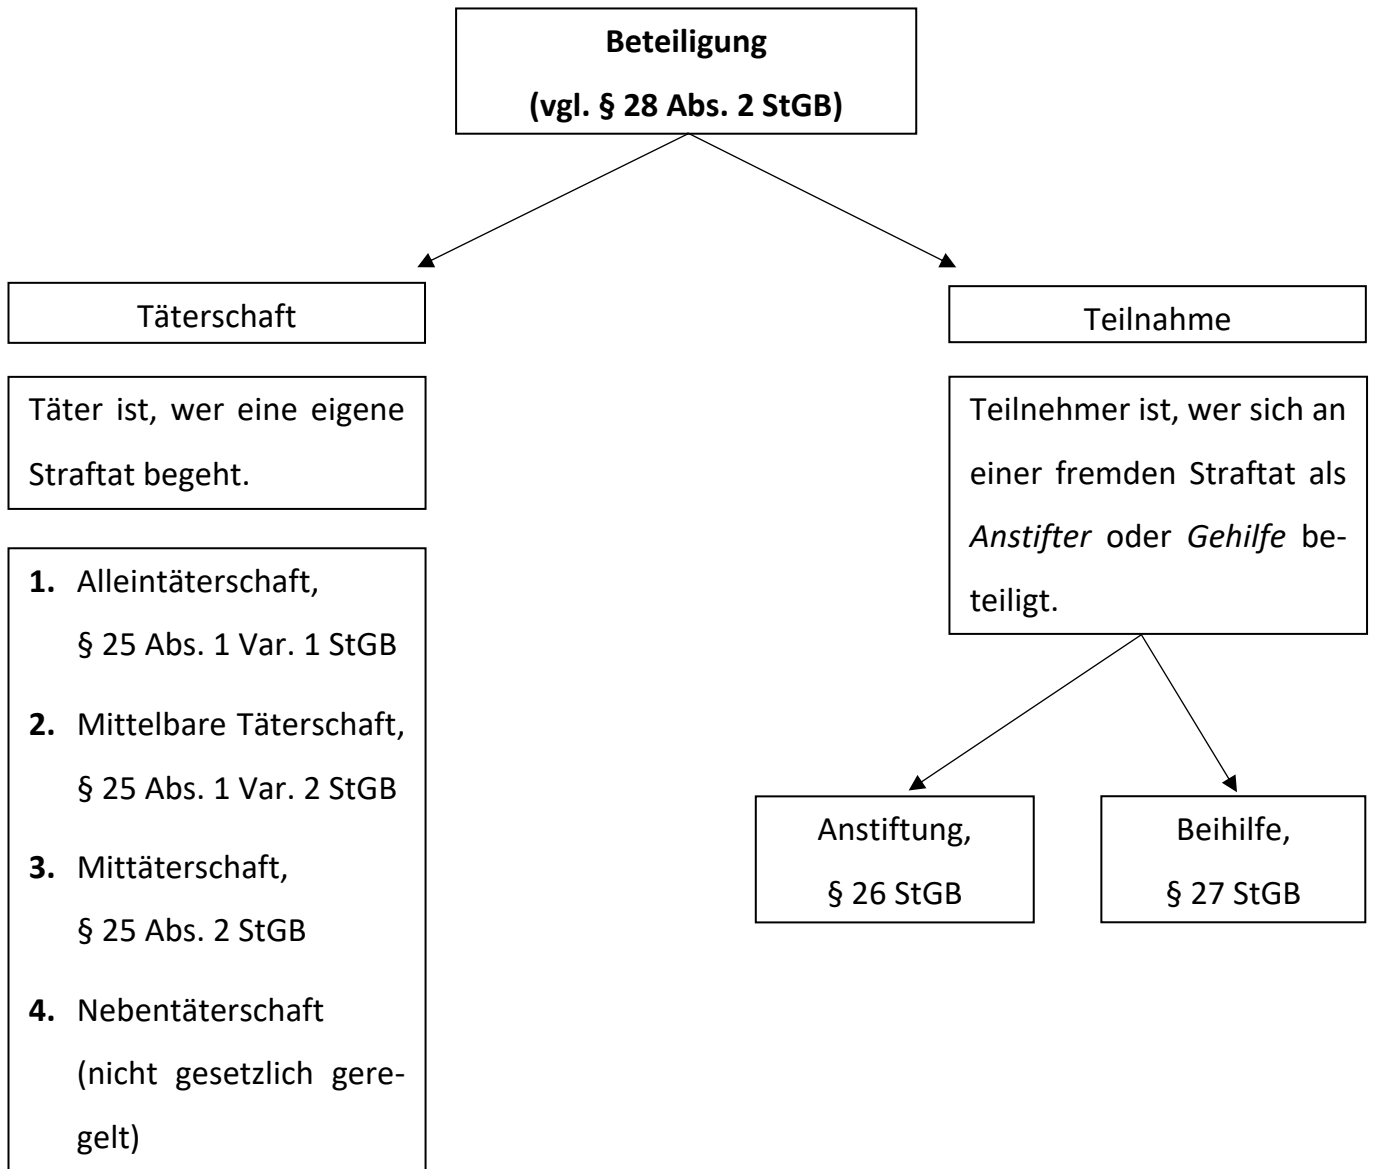 Beteiligung
(vgl. § 28 Abs. 2 StGB)
Täterschaft
Täter ist, wer eine eigene
Straftat begeht.
1. Alleintäterschaft,
§ 25 Abs. 1 Var. 1 StGB
2. Mittelbare Täterschaft,
§ 25 Abs. 1 Var. 2 StGB
3. Mittäterschaft,
§ 25 Abs. 2 StGB
4. Nebentäterschaft
(nicht gesetzlich gere-
gelt)
Teilnahme
Teilnehmer ist, wer sich an
einer fremden Straftat als
Anstifter oder Gehilfe be-
teiligt.
Anstiftung,
§ 26 StGB
Beihilfe,
§ 27 StGB